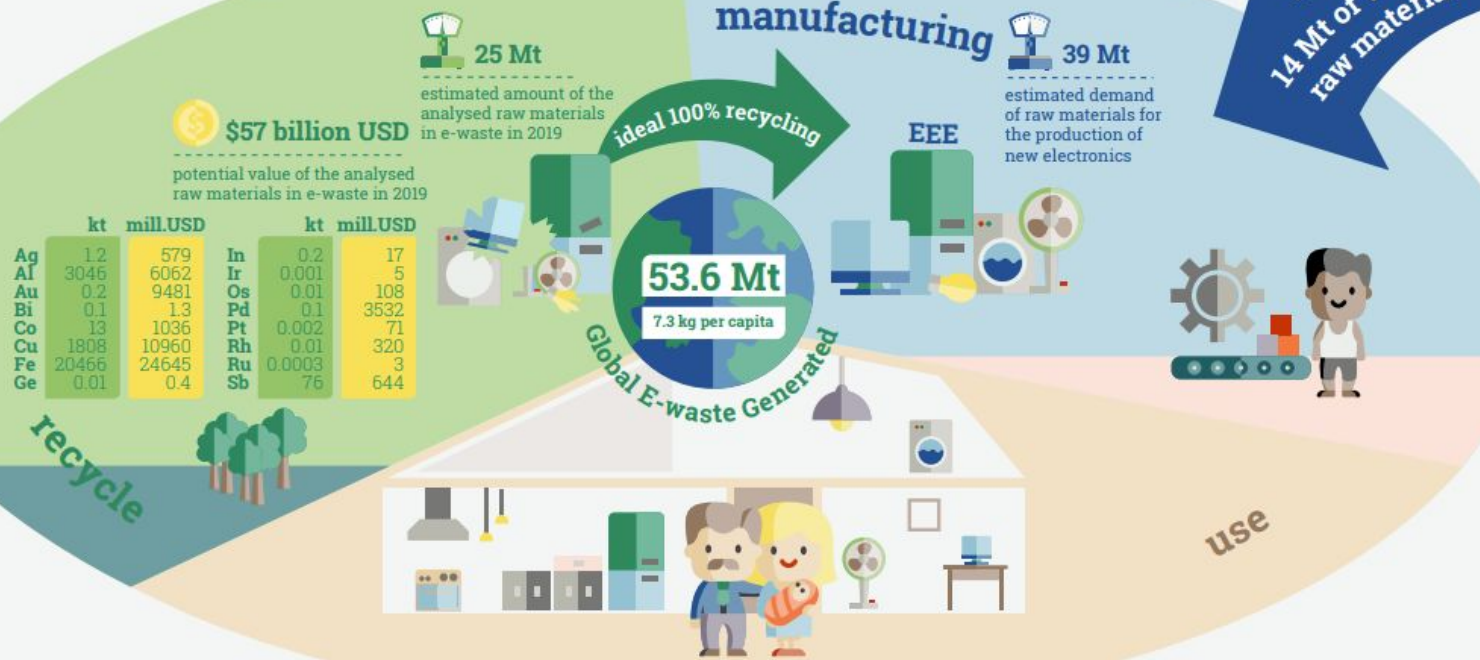 manufacturing
14 Mt of
raw
25 Mt
estimated amount of the
analysed raw materials
in e-waste in 2019
39 Mt
estimated demand
of raw materials for
the production of
new electronics
$57 billion USD
potential value of the analysed
raw materials in e-waste in 2019
ideal 100% recycling
EEE
kt mill.USD kt mill.USD
Ag 1.2 579 In 0.2 17
Al 3046 6062 Ir 0.001 5
Au 0.2 9481 Os 0.01 108
Bi 0.1 1.3 Pd 0.1 3532
Co 13 1036 Pt 0.002 71
Cu 1808 10960 Rh 0.01 320
Fe 20466 24645 Ru 0.0003 3
Ge 0.01 0.4 Sb 76 644
53.6 Mt
7.3 kg per capita
Global E-waste Generated
recycle
use